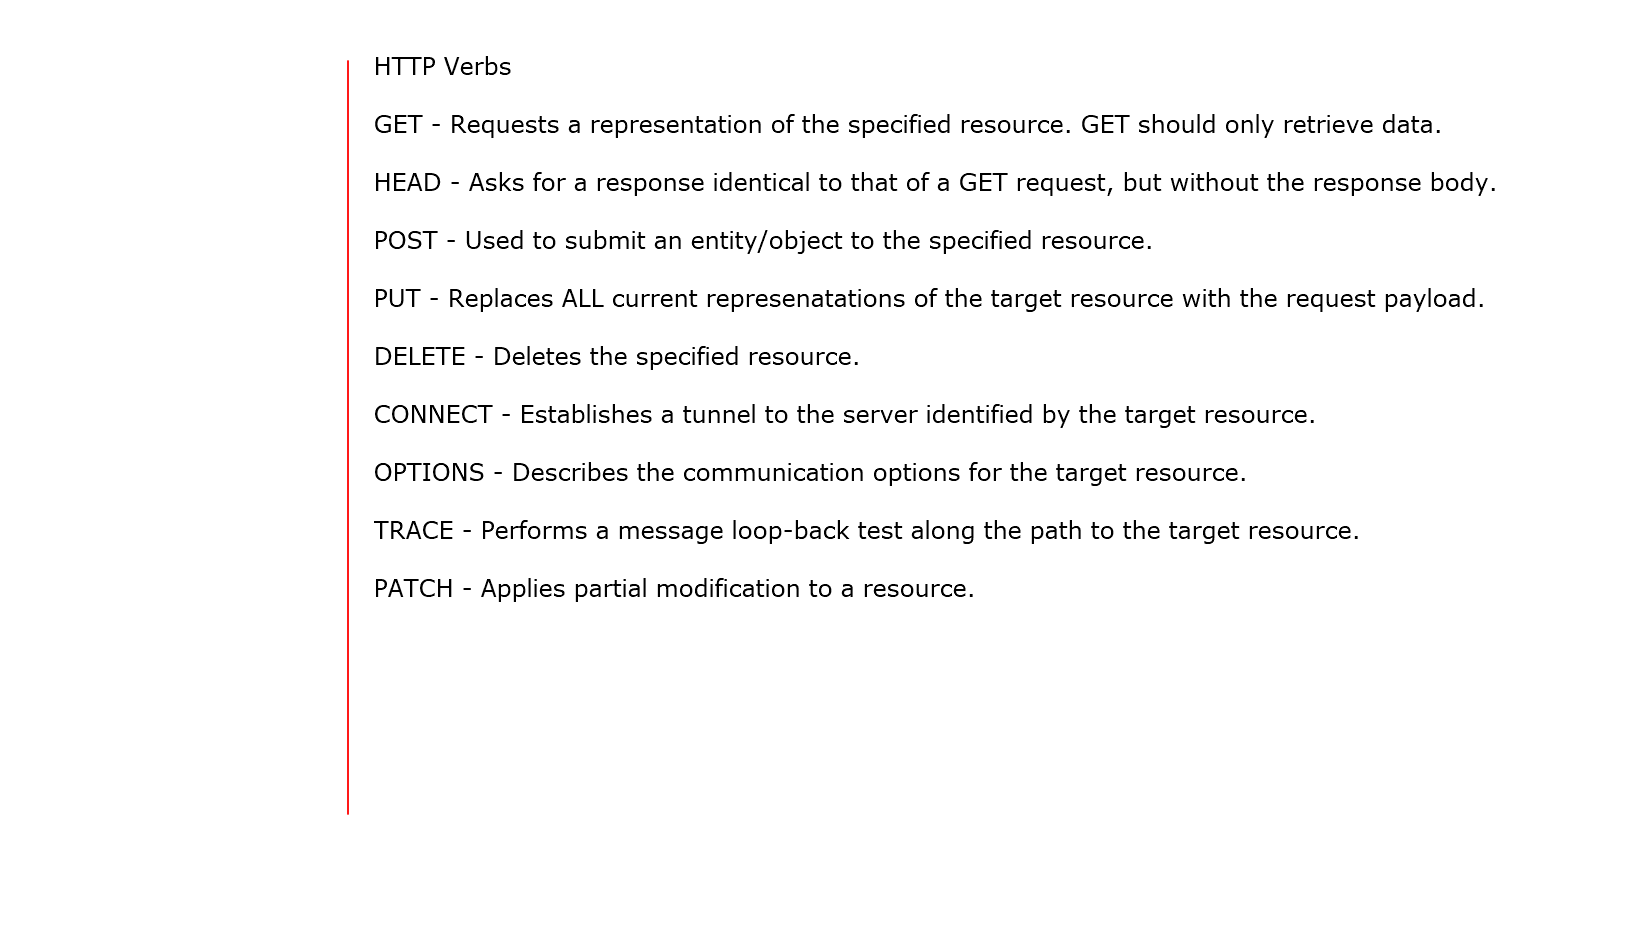 HTTP Verbs
GET - Requests a representation of the specified resource. GET should only retrieve data.
HEAD - Asks for a response identical to that of a GET request, but without the response body.
POST - Used to submit an entity/object to the specified resource.
PUT - Replaces ALL current represenatations of the target resource with the request payload.
DELETE - Deletes the specified resource.
CONNECT - Establishes a tunnel to the server identified by the target resource.
OPTIONS - Describes the communication options for the target resource.
TRACE - Performs a message loop-back test along the path to the target resource.
PATCH - Applies partial modification to a resource.